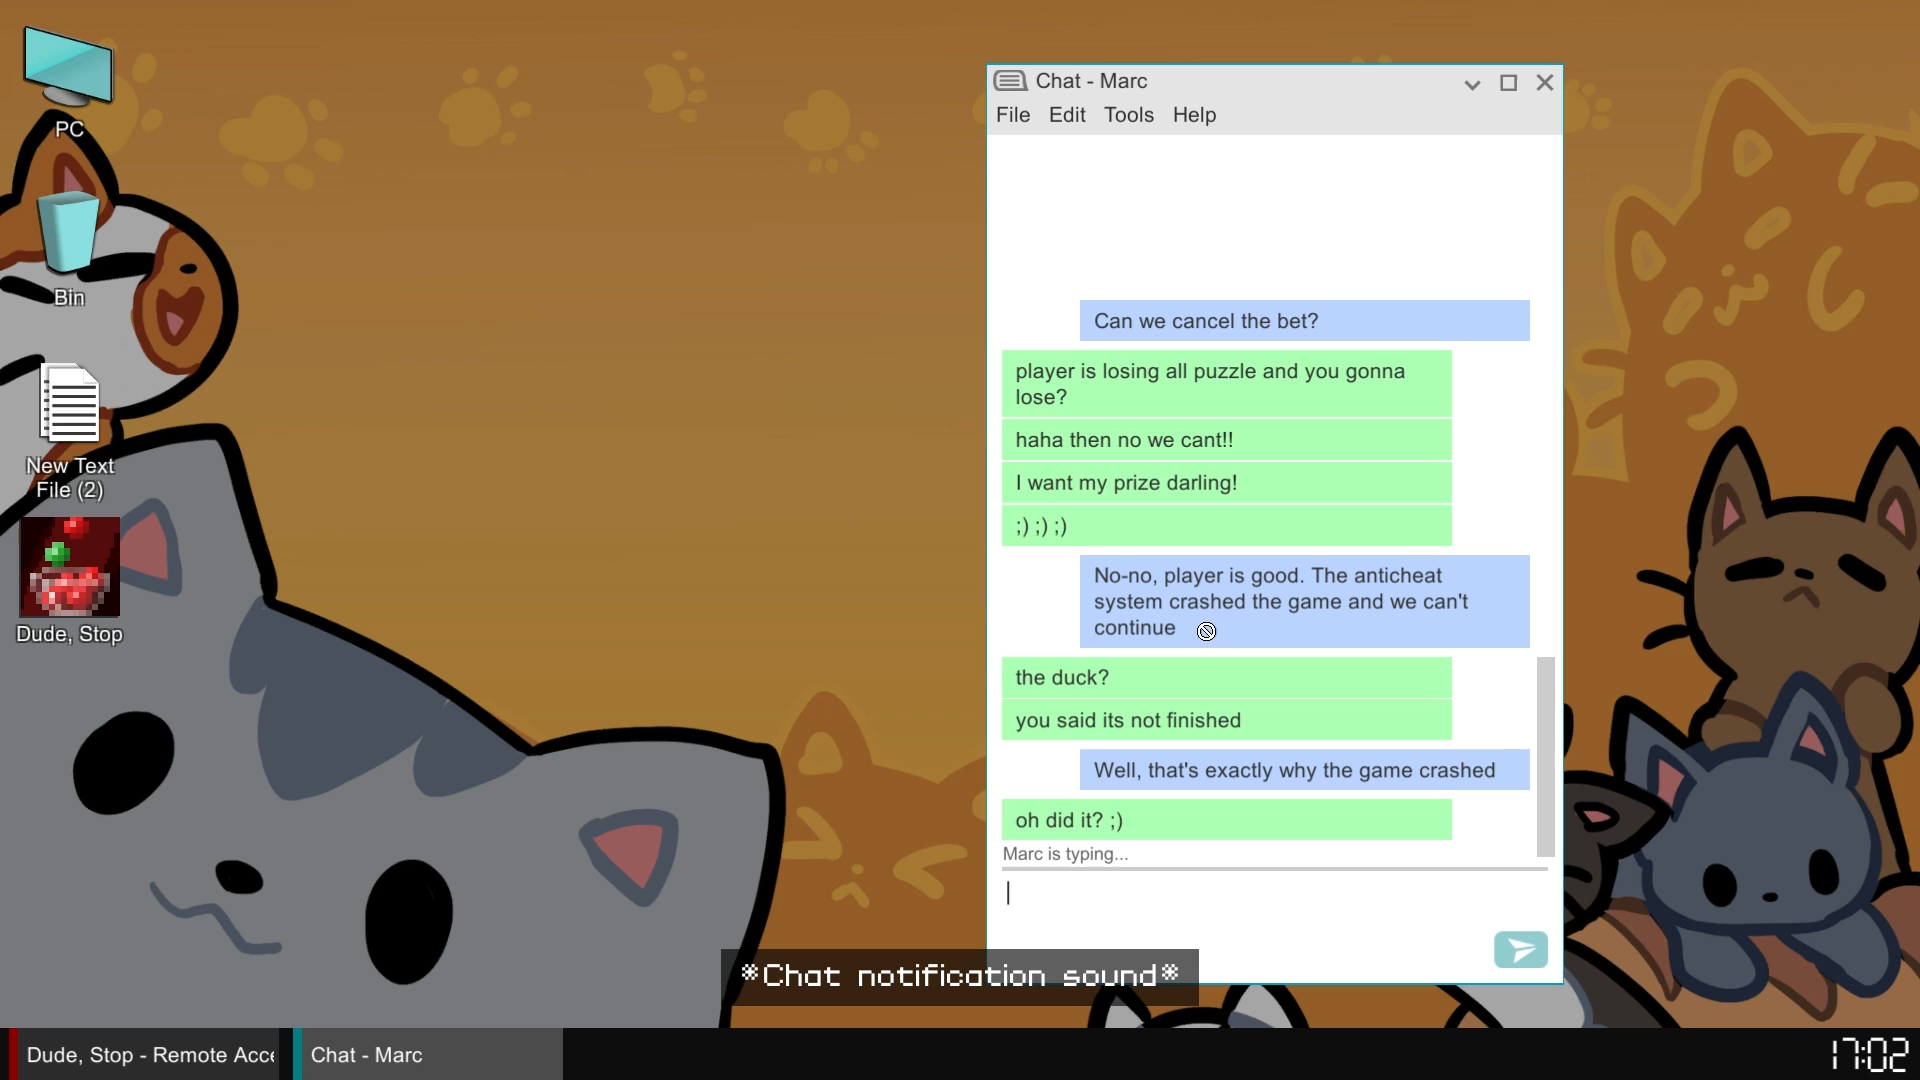 PC
Bin
New Text
File (2)
Dude, Stop
Chat - Marc
File Edit Tools Help
Can we cancel the bet?
player is losing all puzzle and you gonna
lose?
haha then no we cant!!
I want my prize darling!
;) ;) ;)
No-no, player is good. The anticheat
system crashed the game and we can't
continue
the duck?
you said its not finished
Well, that's exactly why the game crashed
oh did it? ;)
Marc is typing...
*Chat notification sound*
Dude, Stop - Remote Acce
Chat - Marc
17:02